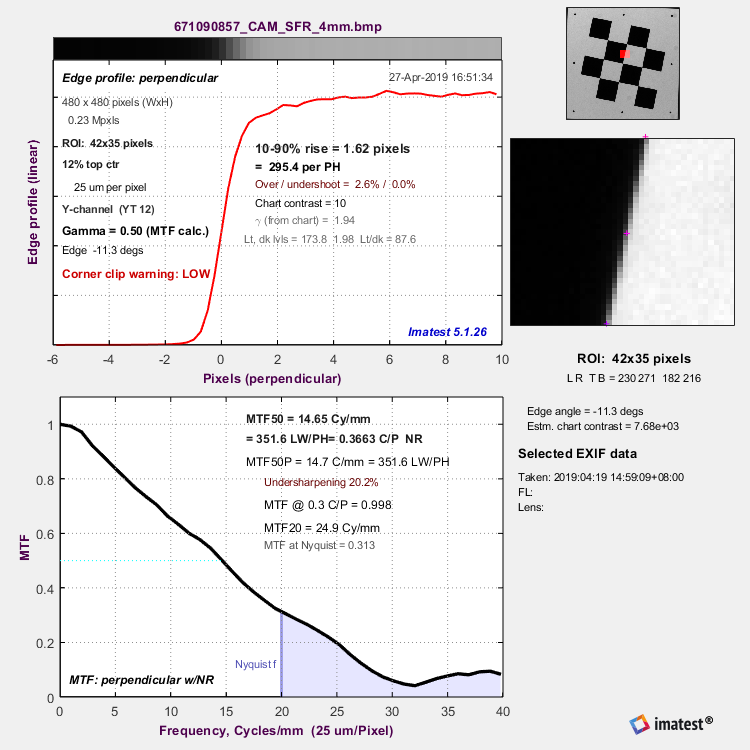 671090857_CAM_SFR_4mm.bmp
Edge profile: perpendicular
27-Apr-2019 16:51:34
480 x 480 pixels (WxH)
0.23 Mpxls
ROI: 42x35 pixels
12% top ctr
25 um per pixel
Y-channel (YT 12)
Gamma = 0.50 (MTF calc.)
Edge -11.3 degs
Corner clip warning: LOW
10-90% rise = 1.62 pixels
= 295.4 per PH
Over / undershoot = 2.6% / 0.0%
Chart contrast = 10
γ (from chart) = 1.94
Lt, dk lvls = 173.8 1.98 Lt/dk = 87.6
Imatest 5.1.26
Edge profile (linear)
-6 -4 -2 0 2 4 6 8 10
Pixels (perpendicular)
ROI: 42x35 pixels
L R T B = 230 271 182 216
Edge angle = -11.3 degs
Estm. chart contrast = 7.68e+03
Selected EXIF data
Taken: 2019:04:19 14:59:09+08:00
FL:
Lens:
MTF50 = 14.65 Cy/mm
= 351.6 LW/PH= 0.3663 C/P NR
MTF50P = 14.7 C/mm = 351.6 LW/PH
Undersharpening 20.2%
MTF @ 0.3 C/P = 0.998
MTF20 = 24.9 Cy/mm
MTF at Nyquist = 0.313
1
0.8
0.6
0.4
0.2
0
MTF
Nyquist f
MTF: perpendicular w/NR
0 5 10 15 20 25 30 35 40
Frequency, Cycles/mm (25 um/Pixel)
imatest®